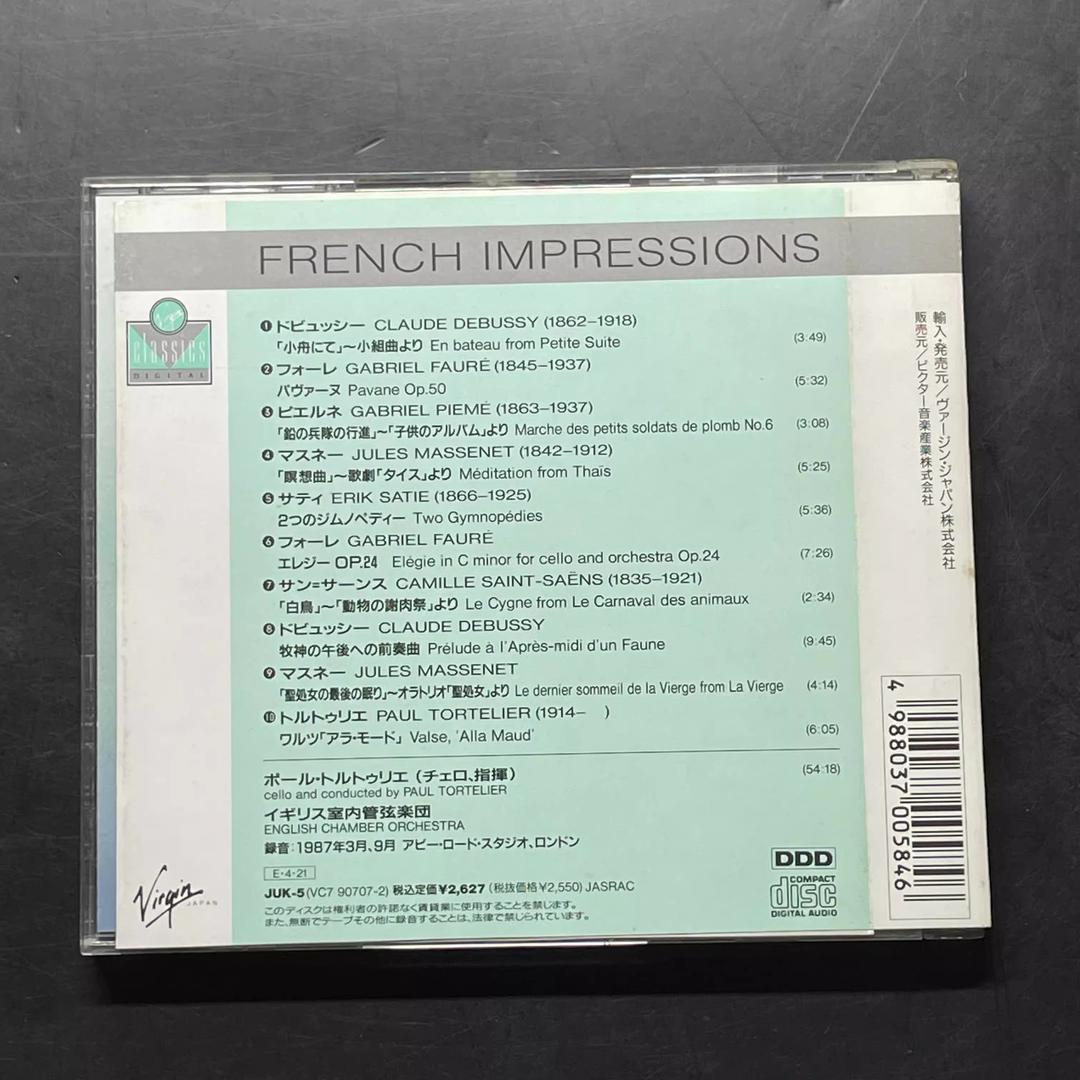 FRENCH IMPRESSIONS
Virgin
classics
DIGITAL
❶ドビュッシー CLAUDE DEBUSSY (1862–1918)
「小舟にて」〜小組曲より En bateau from Petite Suite (3:49)
❷フォーレ GABRIEL FAURÉ (1845–1937)
パヴァーヌ Pavane Op.50 (5:32)
❸ピエルネ GABRIEL PIEMÉ (1863–1937)
「鉛の兵隊の行進」〜「子供のアルバム」より Marche des petits soldats de plomb No.6 (3:08)
❹マスネー JULES MASSENET (1842–1912)
「瞑想曲」〜歌劇「タイス」より Méditation from Thaïs (5:25)
❺サティ ERIK SATIE (1866–1925)
2つのジムノペディー Two Gymnopédies (5:36)
❻フォーレ GABRIEL FAURÉ
エレジー OP.24 Elégie in C minor for cello and orchestra Op.24 (7:26)
❼サン=サーンス CAMILLE SAINT-SAËNS (1835–1921)
「白鳥」〜「動物の謝肉祭」より Le Cygne from Le Carnaval des animaux (2:34)
❽ドビュッシー CLAUDE DEBUSSY
牧神の午後への前奏曲 Prélude à l'Après-midi d'un Faune (9:45)
❾マスネー JULES MASSENET
「聖処女の最後の眠り」〜オラトリオ「聖処女」より Le dernier sommeil de la Vierge from La Vierge (4:14)
❿トルトゥリエ PAUL TORTELIER (1914– )
ワルツ「アラ・モード」 Valse, 'Alla Maud' (6:05)
ポール・トルトゥリエ (チェロ、指揮) (54:18)
cello and conducted by PAUL TORTELIER
イギリス室内管弦楽団
ENGLISH CHAMBER ORCHESTRA
録音:1987年3月、9月 アビー・ロード・スタジオ、ロンドン
E・4・21
JUK-5 (VC7 90707-2) 税込定価¥2,627 (税抜価格¥2,550) JASRAC
このディスクは権利者の許諾なく賃貸業に使用することを禁じます。
また、無断でテープその他に録音することは、法律で禁じられています。
Virgin JAPAN
DDD
COMPACT
disc
DIGITAL AUDIO
輸入・発売元/ヴァージン・ジャパン株式会社
販売元/ビクター音楽産業株式会社
4 988037 005846